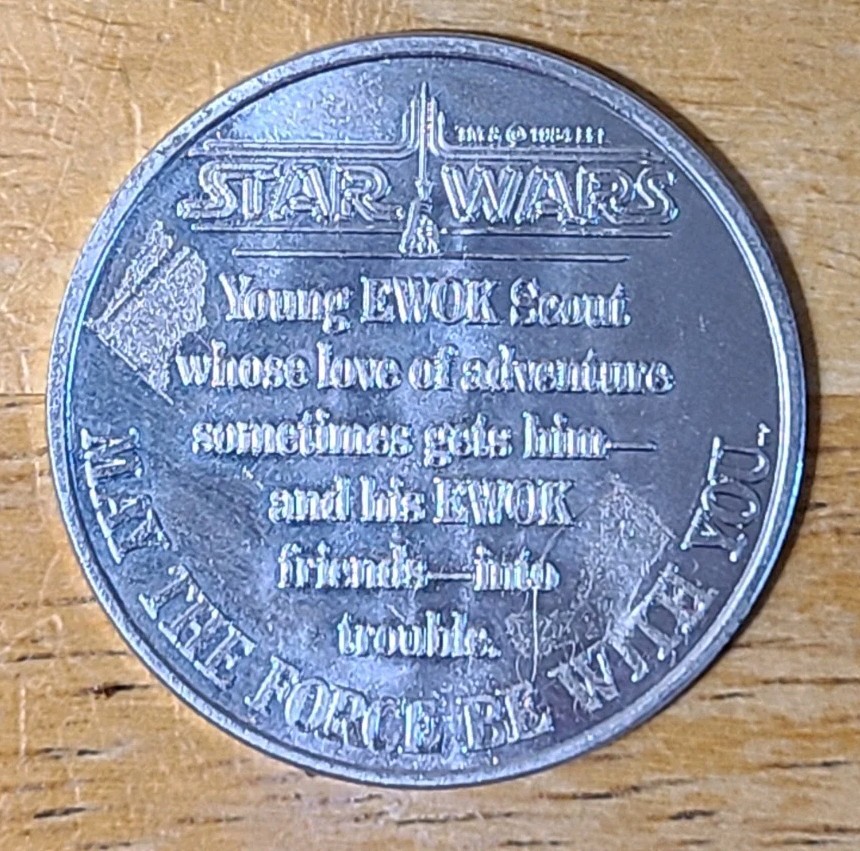 TM & © 1984 LFL
STAR WARS
Young EWOK Scout
whose love of adventure
sometimes gets him—
and his EWOK
friends—into
trouble.
MAY THE FORCE BE WITH YOU.